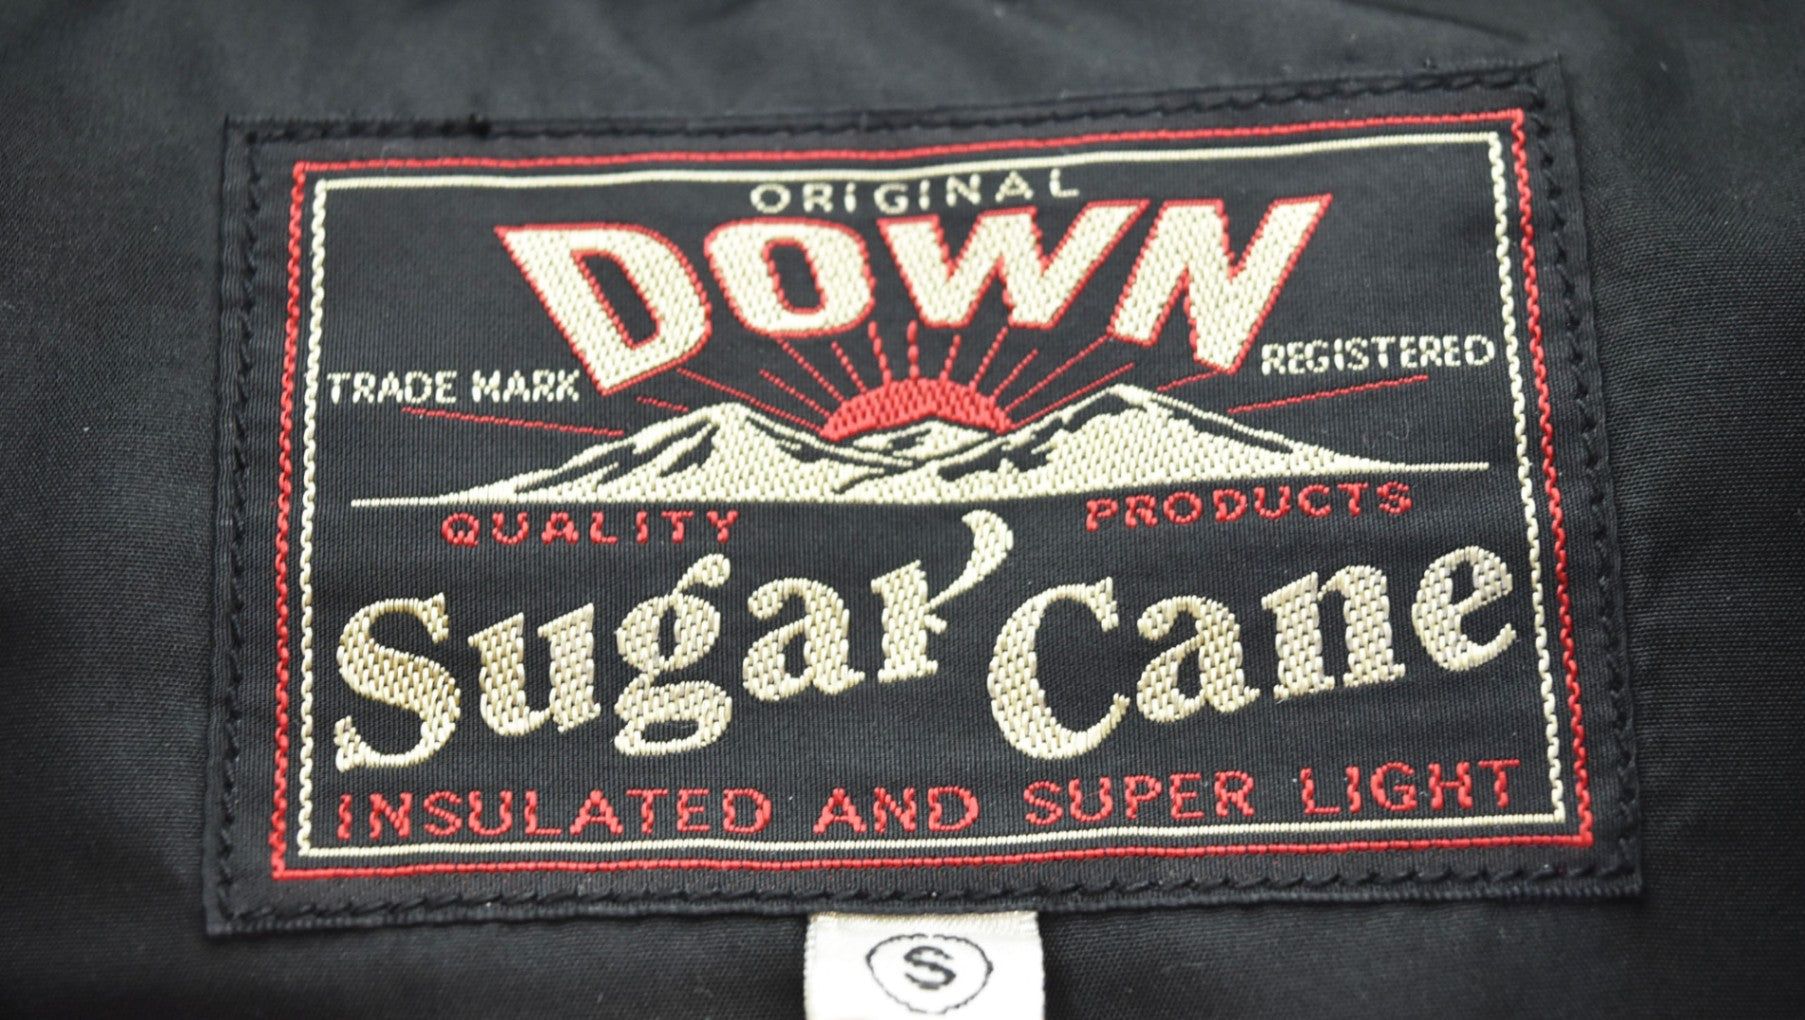 ORIGINAL
DOWN
TRADE MARK REGISTERED
QUALITY PRODUCTS
Sugar Cane
INSULATED AND SUPER LIGHT
S